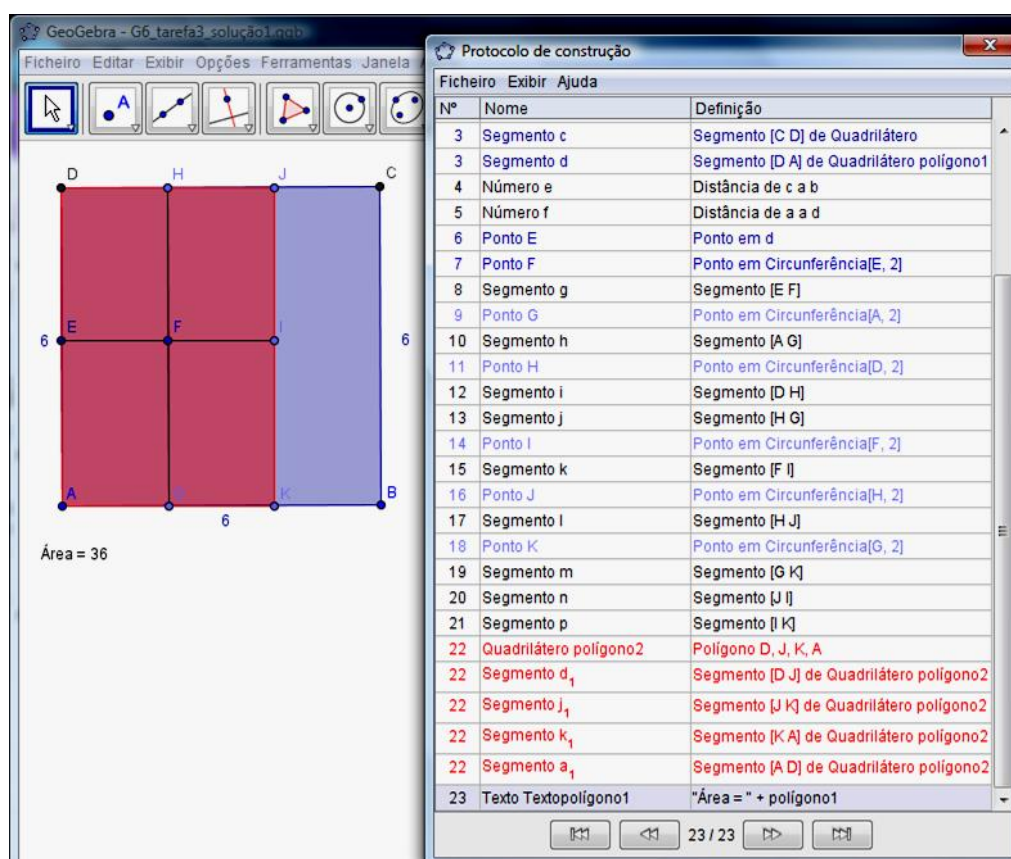 GeoGebra - G6_tarefa3_solução1.ggb
Ficheiro Editar Exibir Opções Ferramentas Janela
A
D
H
J
C
E
F
I
6
6
A
K
B
6
Área = 36
Protocolo de construção
Ficheiro Exibir Ajuda
Nº Nome Definição
3 Segmento c Segmento [C D] de Quadrilátero
3 Segmento d Segmento [D A] de Quadrilátero polígono1
4 Número e Distância de c a b
5 Número f Distância de a a d
6 Ponto E Ponto em d
7 Ponto F Ponto em Circunferência[E, 2]
8 Segmento g Segmento [E F]
9 Ponto G Ponto em Circunferência[A, 2]
10 Segmento h Segmento [A G]
11 Ponto H Ponto em Circunferência[D, 2]
12 Segmento i Segmento [D H]
13 Segmento j Segmento [H G]
14 Ponto I Ponto em Circunferência[F, 2]
15 Segmento k Segmento [F I]
16 Ponto J Ponto em Circunferência[H, 2]
17 Segmento l Segmento [H J]
18 Ponto K Ponto em Circunferência[G, 2]
19 Segmento m Segmento [G K]
20 Segmento n Segmento [J I]
21 Segmento p Segmento [I K]
22 Quadrilátero polígono2 Polígono D, J, K, A
22 Segmento d₁ Segmento [D J] de Quadrilátero polígono2
22 Segmento j₁ Segmento [J K] de Quadrilátero polígono2
22 Segmento k₁ Segmento [K A] de Quadrilátero polígono2
22 Segmento a₁ Segmento [A D] de Quadrilátero polígono2
23 Texto Textopolígono1 "Área = " + polígono1
23 / 23